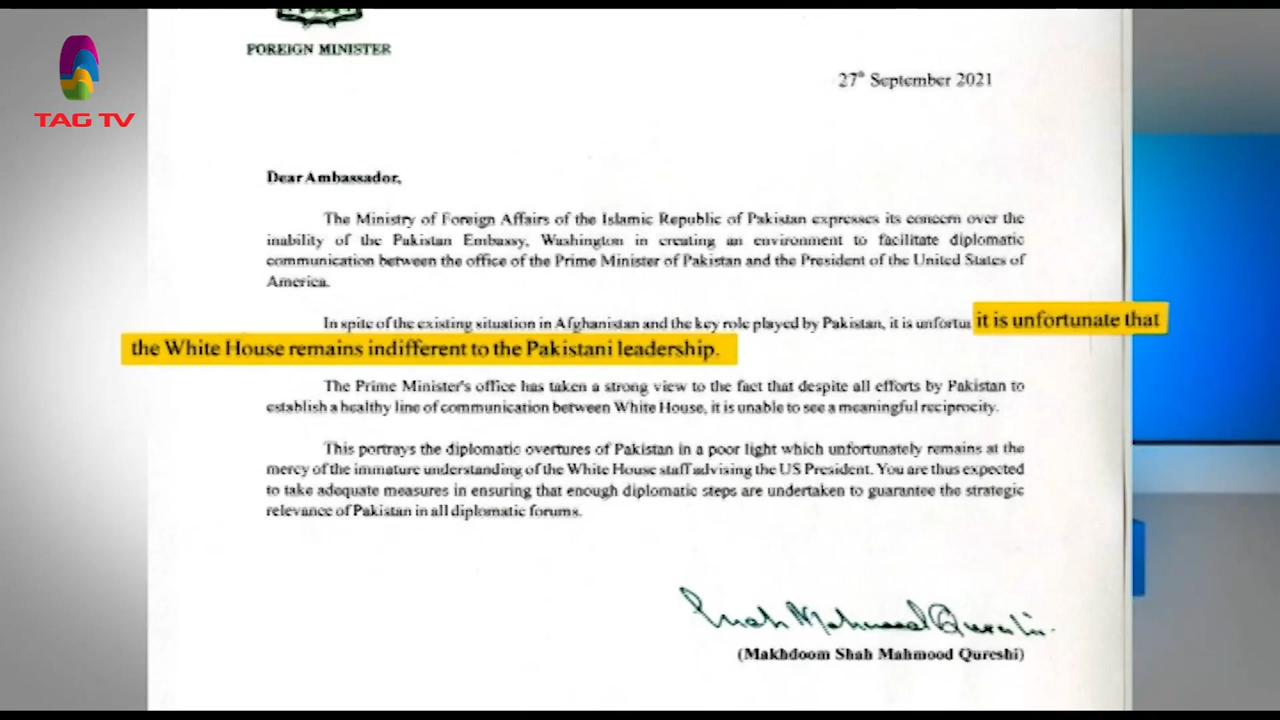 TAG TV
FOREIGN MINISTER
27th September 2021
Dear Ambassador,
The Ministry of Foreign Affairs of the Islamic Republic of Pakistan expresses its concern over the
inability of the Pakistan Embassy, Washington in creating an environment to facilitate diplomatic
communication between the office of the Prime Minister of Pakistan and the President of the United States of
America.
In spite of the existing situation in Afghanistan and the key role played by Pakistan, it is unfortu it is unfortunate that
the White House remains indifferent to the Pakistani leadership.
The Prime Minister's office has taken a strong view to the fact that despite all efforts by Pakistan to
establish a healthy line of communication between White House, it is unable to see a meaningful reciprocity.
This portrays the diplomatic overtures of Pakistan in a poor light which unfortunately remains at the
mercy of the immature understanding of the White House staff advising the US President. You are thus expected
to take adequate measures in ensuring that enough diplomatic steps are undertaken to guarantee the strategic
relevance of Pakistan in all diplomatic forums.
Shah Mahmood Qureshi
(Makhdoom Shah Mahmood Qureshi)